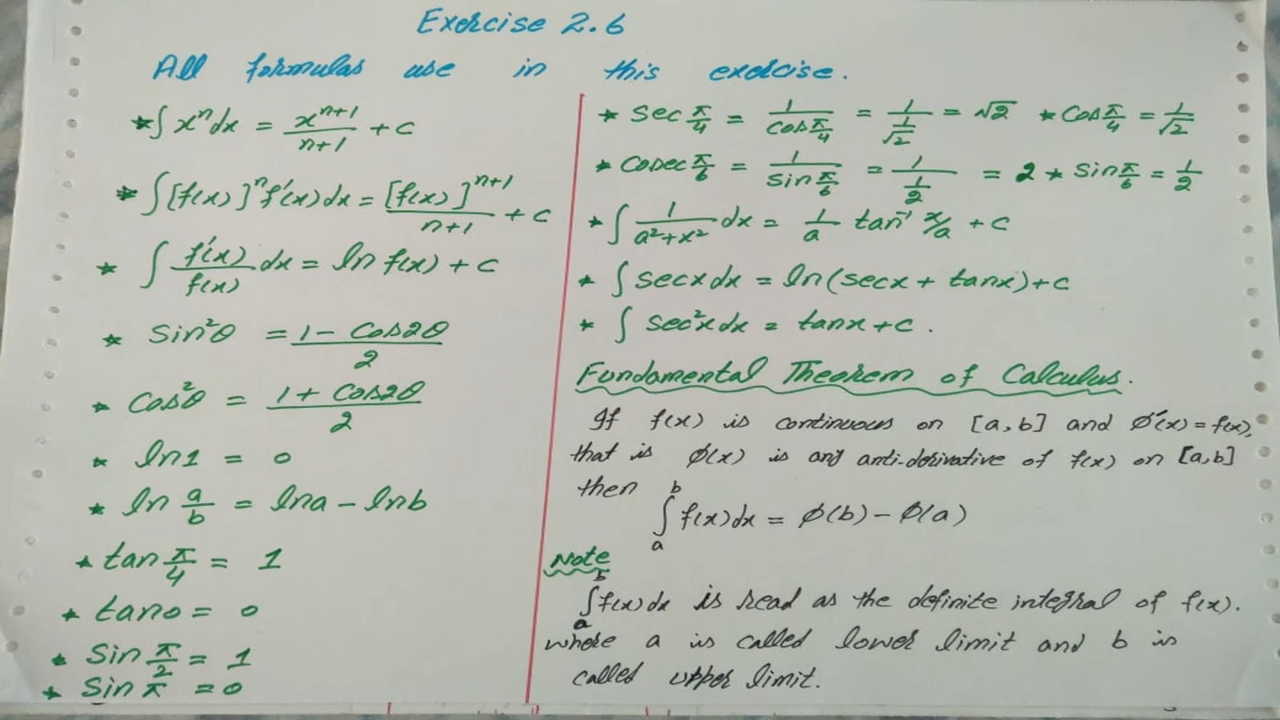 Exercise 2.6
All formulas use in this exercise.
* ∫ xⁿ dx = xⁿ⁺¹/n+1 + c
* ∫ [f(x)]ⁿ f'(x) dx = [f(x)]ⁿ⁺¹/n+1 + c
* ∫ f'(x)/f(x) dx = ln f(x) + c
* Sin²θ = 1 - Cos2θ/2
* Cos²θ = 1 + Cos2θ/2
* ln1 = 0
* ln a/b = lna - lnb
* tan π/4 = 1
* tan0 = 0
* Sin π/2 = 1
* Sin π = 0
* Sec π/4 = 1/cos π/4 = 1/(1/√2) = √2 * Cos π/4 = 1/√2
* Cosec π/6 = 1/sin π/6 = 1/(1/2) = 2 * Sin π/6 = 1/2
* ∫ 1/a²+x² dx = 1/a tan⁻¹ x/a + c
* ∫ secx dx = ln(secx + tanx) + c
* ∫ sec²x dx = tanx + c.
Fundamental Theorem of Calculus.
If f(x) is continuous on [a,b] and φ'(x) = f(x),
that is φ(x) is any anti-derivative of f(x) on [a,b]
then
∫ₐᵇ f(x) dx = φ(b) - φ(a)
Note
∫ₐᵇ f(x) dx is read as the definite integral of f(x).
where a is called lower limit and b is
called upper limit.